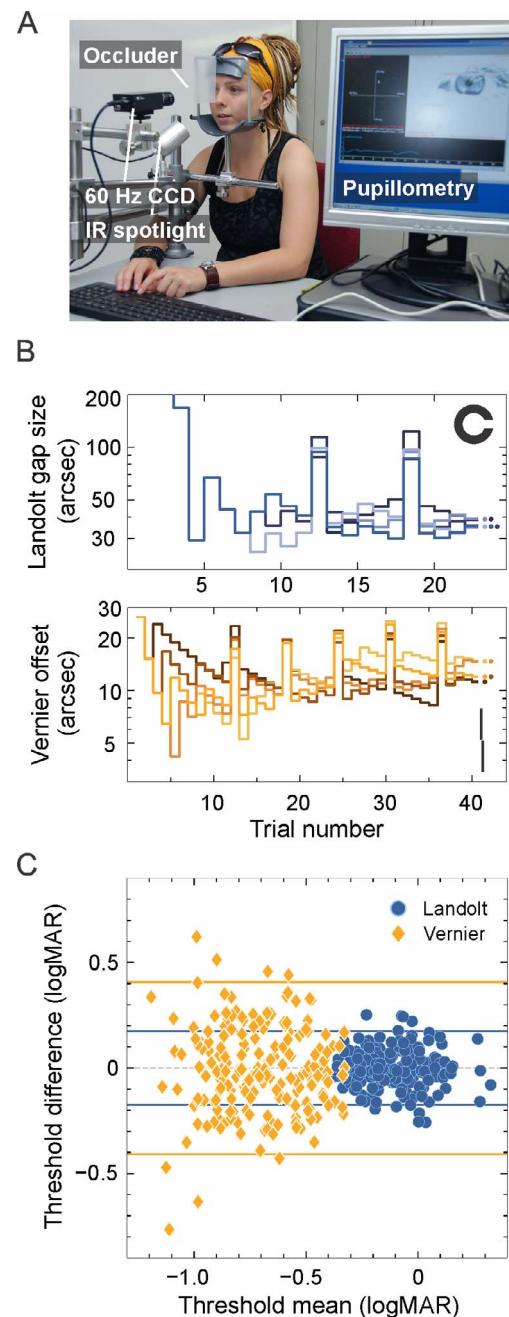 A
Occluder
60 Hz CCD
IR spotlight
Pupillometry
B
Landolt gap size
(arcsec)
200
100
50
30
5
10
15
20
Vernier offset
(arcsec)
30
20
10
5
10
20
30
40
Trial number
C
Landolt
Vernier
Threshold difference (logMAR)
0.5
0
−0.5
−1.0
−0.5
0
Threshold mean (logMAR)